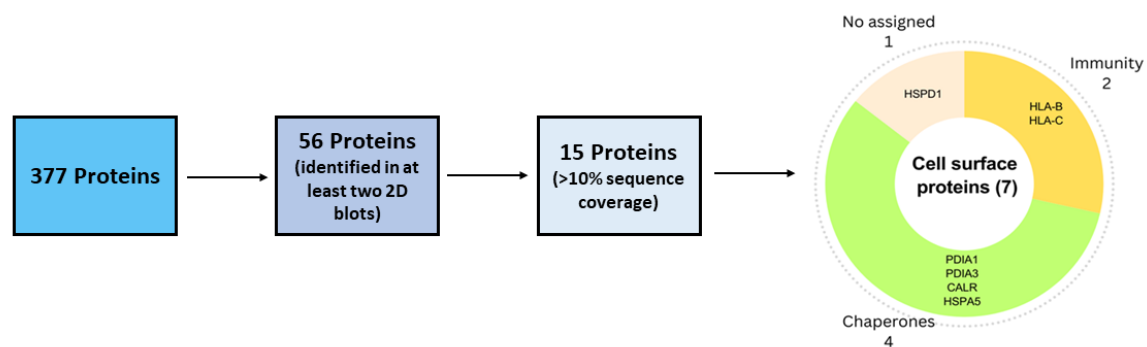 377 Proteins
56 Proteins
(identified in at
least two 2D
blots)
15 Proteins
(>10% sequence
coverage)
No assigned
1
Immunity
2
HSPD1
HLA-B
HLA-C
Cell surface
proteins (7)
PDIA1
PDIA3
CALR
HSPA5
Chaperones
4